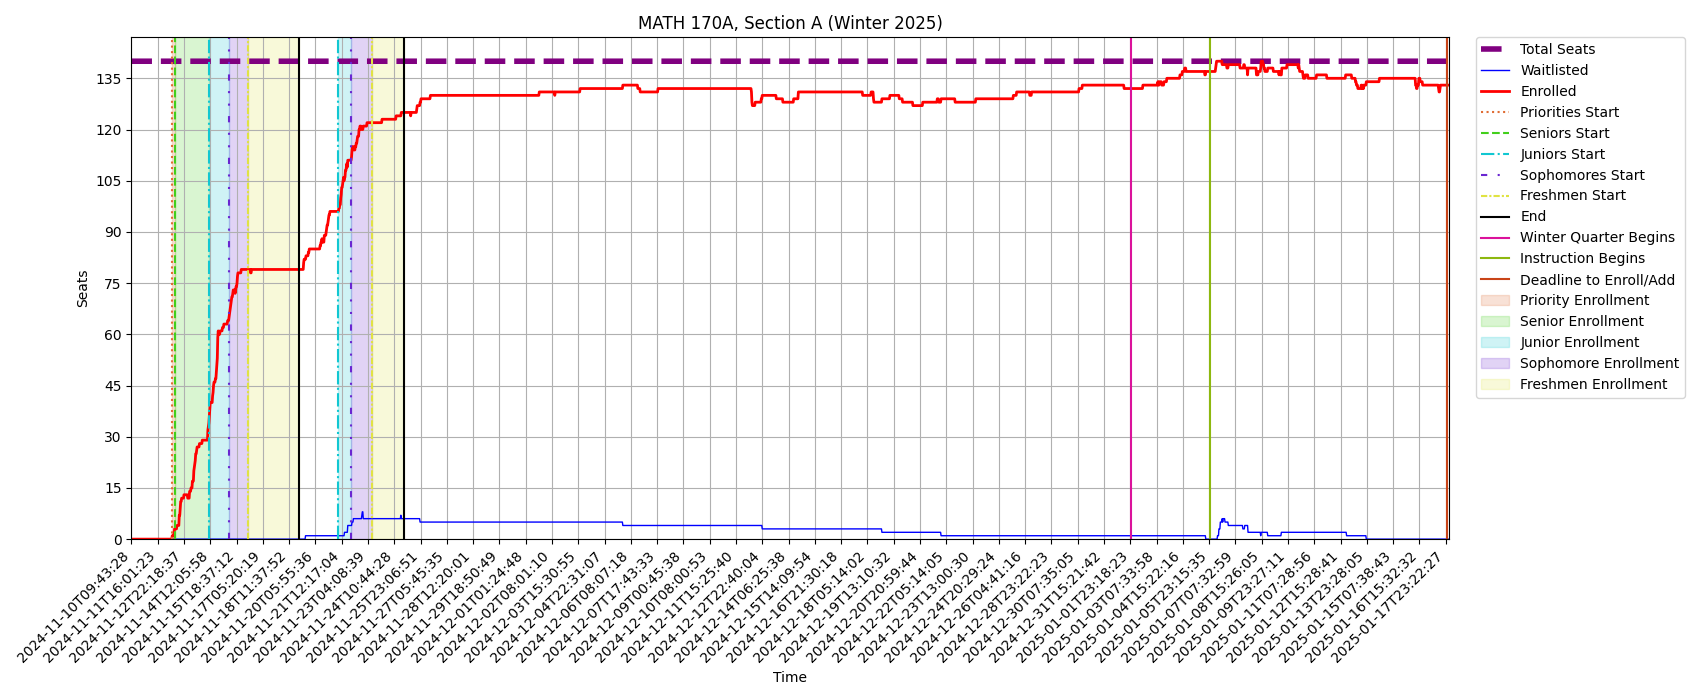 MATH 170A, Section A (Winter 2025)
Seats
135
120
105
90
75
60
45
30
15
0
2024-11-10T09:43:28
2024-11-11T16:01:23
2024-11-12T22:18:37
2024-11-14T12:05:58
2024-11-15T18:37:12
2024-11-17T05:20:19
2024-11-18T11:37:52
2024-11-20T05:55:36
2024-11-21T12:17:04
2024-11-23T04:08:39
2024-11-24T10:44:28
2024-11-25T23:06:51
2024-11-27T05:45:35
2024-11-28T12:20:01
2024-11-29T18:50:49
2024-12-01T01:24:48
2024-12-02T08:01:10
2024-12-03T15:30:55
2024-12-04T22:31:07
2024-12-06T08:07:18
2024-12-07T17:43:33
2024-12-09T00:45:38
2024-12-10T08:00:53
2024-12-11T15:25:40
2024-12-12T22:40:04
2024-12-14T06:25:38
2024-12-15T14:09:54
2024-12-16T21:30:18
2024-12-18T05:14:02
2024-12-19T13:10:32
2024-12-20T20:59:44
2024-12-22T05:14:05
2024-12-23T13:00:30
2024-12-24T20:29:24
2024-12-26T04:41:16
2024-12-28T23:22:23
2024-12-30T07:35:05
2024-12-31T15:21:42
2025-01-01T23:18:23
2025-01-03T07:33:58
2025-01-04T15:22:16
2025-01-05T23:15:35
2025-01-07T07:32:59
2025-01-08T15:26:05
2025-01-09T23:27:11
2025-01-11T07:28:56
2025-01-12T15:28:41
2025-01-13T23:28:05
2025-01-15T07:38:43
2025-01-16T15:32:32
2025-01-17T23:22:27
Time
Total Seats
Waitlisted
Enrolled
Priorities Start
Seniors Start
Juniors Start
Sophomores Start
Freshmen Start
End
Winter Quarter Begins
Instruction Begins
Deadline to Enroll/Add
Priority Enrollment
Senior Enrollment
Junior Enrollment
Sophomore Enrollment
Freshmen Enrollment